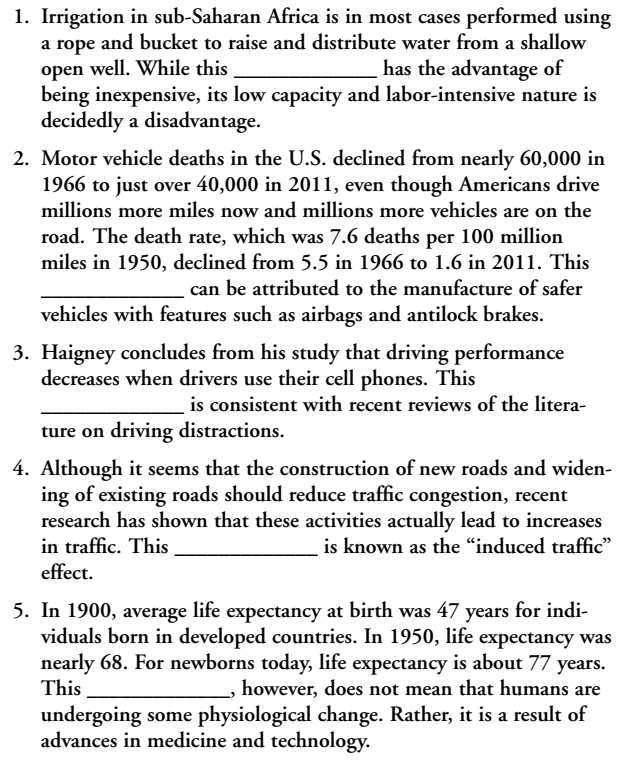 1. Irrigation in sub-Saharan Africa is in most cases performed using
a rope and bucket to raise and distribute water from a shallow
open well. While this _____________ has the advantage of
being inexpensive, its low capacity and labor-intensive nature is
decidedly a disadvantage.
2. Motor vehicle deaths in the U.S. declined from nearly 60,000 in
1966 to just over 40,000 in 2011, even though Americans drive
millions more miles now and millions more vehicles are on the
road. The death rate, which was 7.6 deaths per 100 million
miles in 1950, declined from 5.5 in 1966 to 1.6 in 2011. This
_____________ can be attributed to the manufacture of safer
vehicles with features such as airbags and antilock brakes.
3. Haigney concludes from his study that driving performance
decreases when drivers use their cell phones. This
_____________ is consistent with recent reviews of the litera-
ture on driving distractions.
4. Although it seems that the construction of new roads and widen-
ing of existing roads should reduce traffic congestion, recent
research has shown that these activities actually lead to increases
in traffic. This _____________ is known as the “induced traffic”
effect.
5. In 1900, average life expectancy at birth was 47 years for indi-
viduals born in developed countries. In 1950, life expectancy was
nearly 68. For newborns today, life expectancy is about 77 years.
This _____________, however, does not mean that humans are
undergoing some physiological change. Rather, it is a result of
advances in medicine and technology.